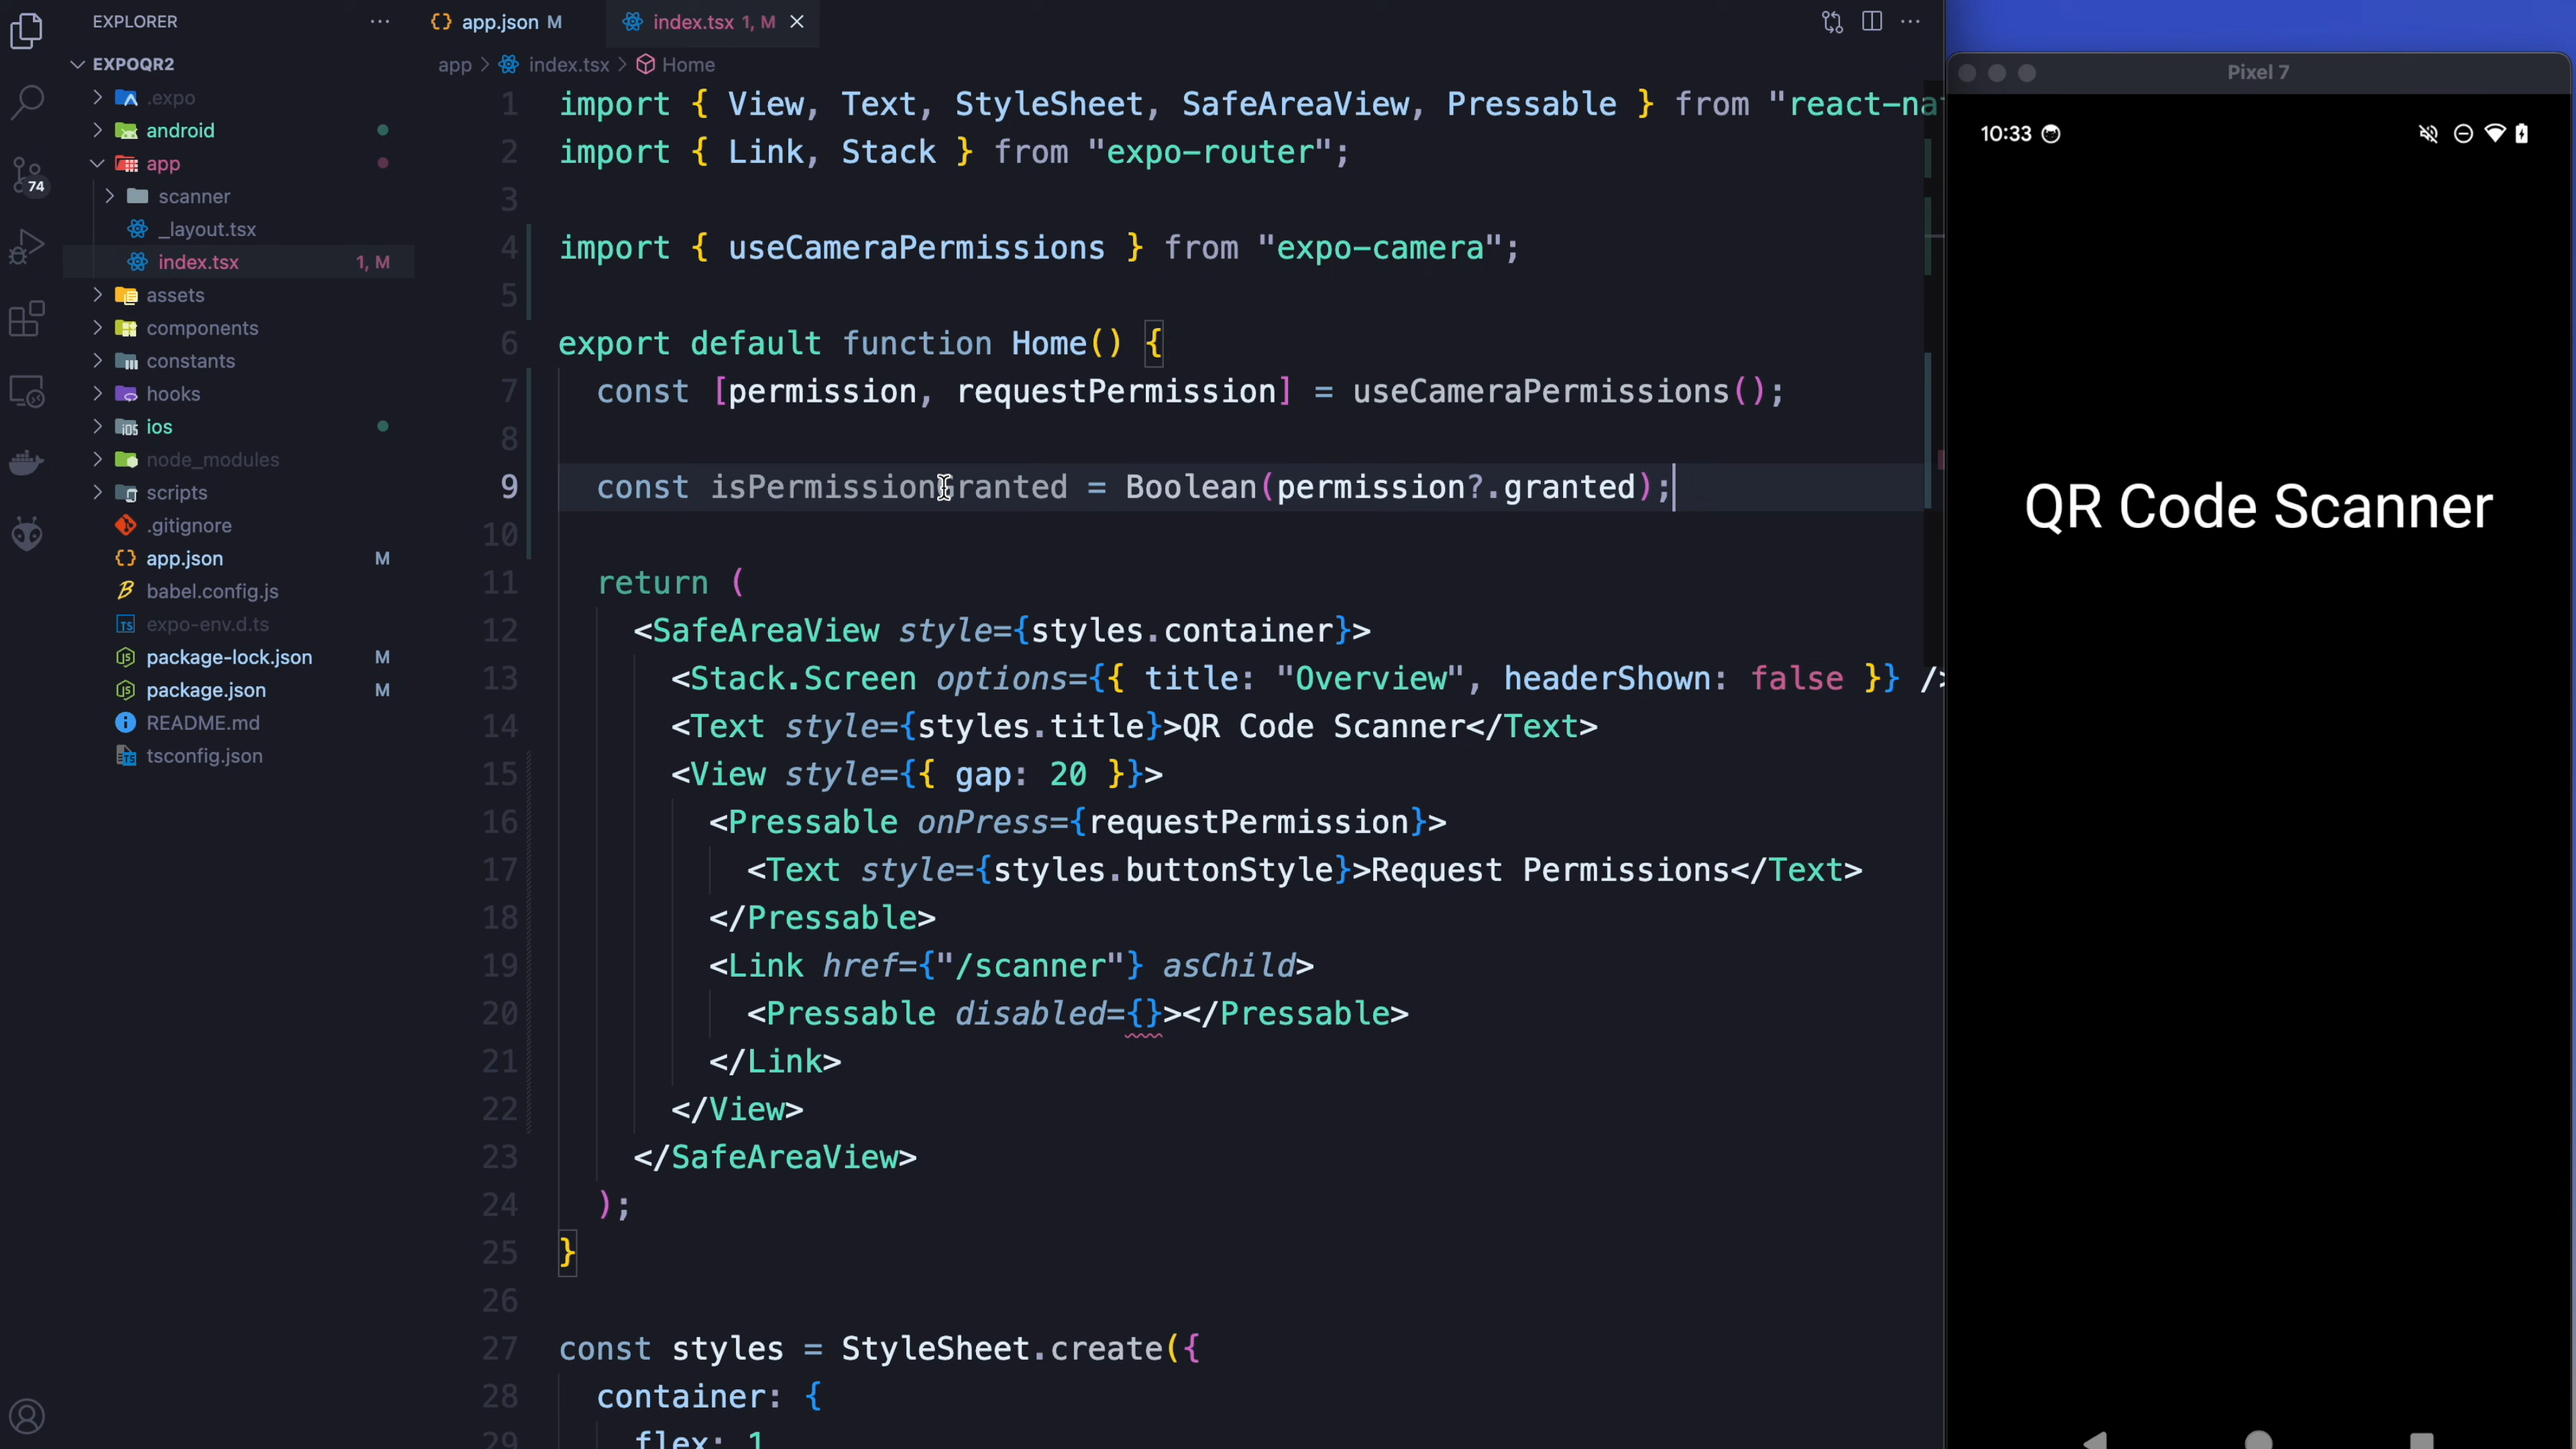 EXPLORER
EXPOQR2
.expo
android
app
scanner
_layout.tsx
index.tsx 1, M
assets
components
constants
hooks
ios
node_modules
scripts
.gitignore
app.json M
babel.config.js
expo-env.d.ts
package-lock.json M
package.json M
README.md
tsconfig.json
74
app.json M
index.tsx 1, M
app > index.tsx > Home
1 import { View, Text, StyleSheet, SafeAreaView, Pressable } from "react-na
2 import { Link, Stack } from "expo-router";
3
4 import { useCameraPermissions } from "expo-camera";
5
6 export default function Home() {
7 const [permission, requestPermission] = useCameraPermissions();
8
9 const isPermissionGranted = Boolean(permission?.granted);
10
11 return (
12 <SafeAreaView style={styles.container}>
13 <Stack.Screen options={{ title: "Overview", headerShown: false }} />
14 <Text style={styles.title}>QR Code Scanner</Text>
15 <View style={{ gap: 20 }}>
16 <Pressable onPress={requestPermission}>
17 <Text style={styles.buttonStyle}>Request Permissions</Text>
18 </Pressable>
19 <Link href={"/scanner"} asChild>
20 <Pressable disabled={}></Pressable>
21 </Link>
22 </View>
23 </SafeAreaView>
24 );
25 }
26
27 const styles = StyleSheet.create({
28 container: {
29 flex: 1
Pixel 7
10:33
QR Code Scanner